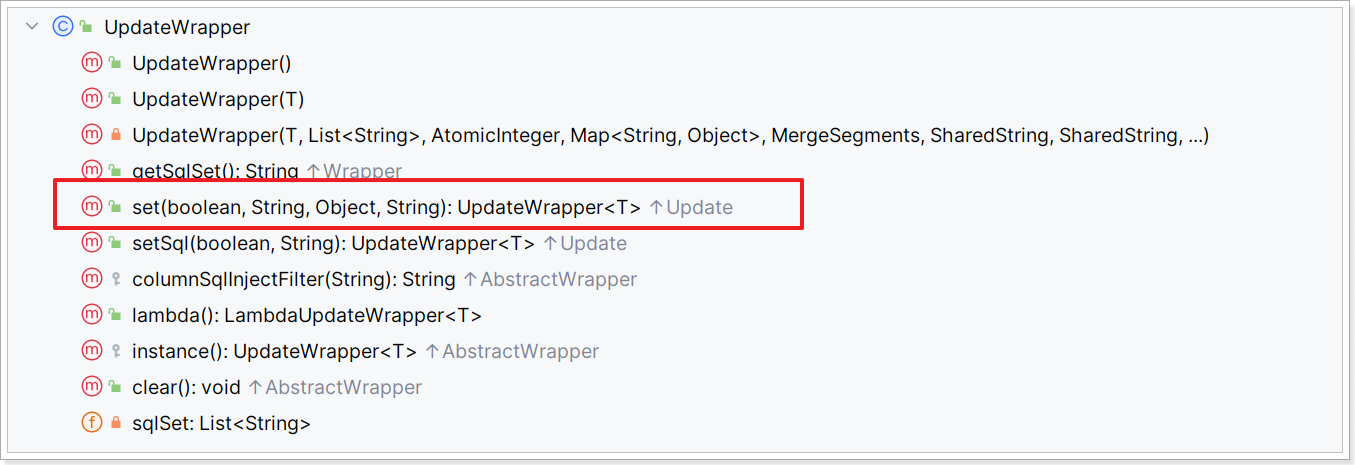 UpdateWrapper
UpdateWrapper()
UpdateWrapper(T)
UpdateWrapper(T, List<String>, AtomicInteger, Map<String, Object>, MergeSegments, SharedString, SharedString, ...)
getSqlSet(): String ↑Wrapper
set(boolean, String, Object, String): UpdateWrapper<T> ↑Update
setSql(boolean, String): UpdateWrapper<T> ↑Update
columnSqlInjectFilter(String): String ↑AbstractWrapper
lambda(): LambdaUpdateWrapper<T>
instance(): UpdateWrapper<T> ↑AbstractWrapper
clear(): void ↑AbstractWrapper
sqlSet: List<String>